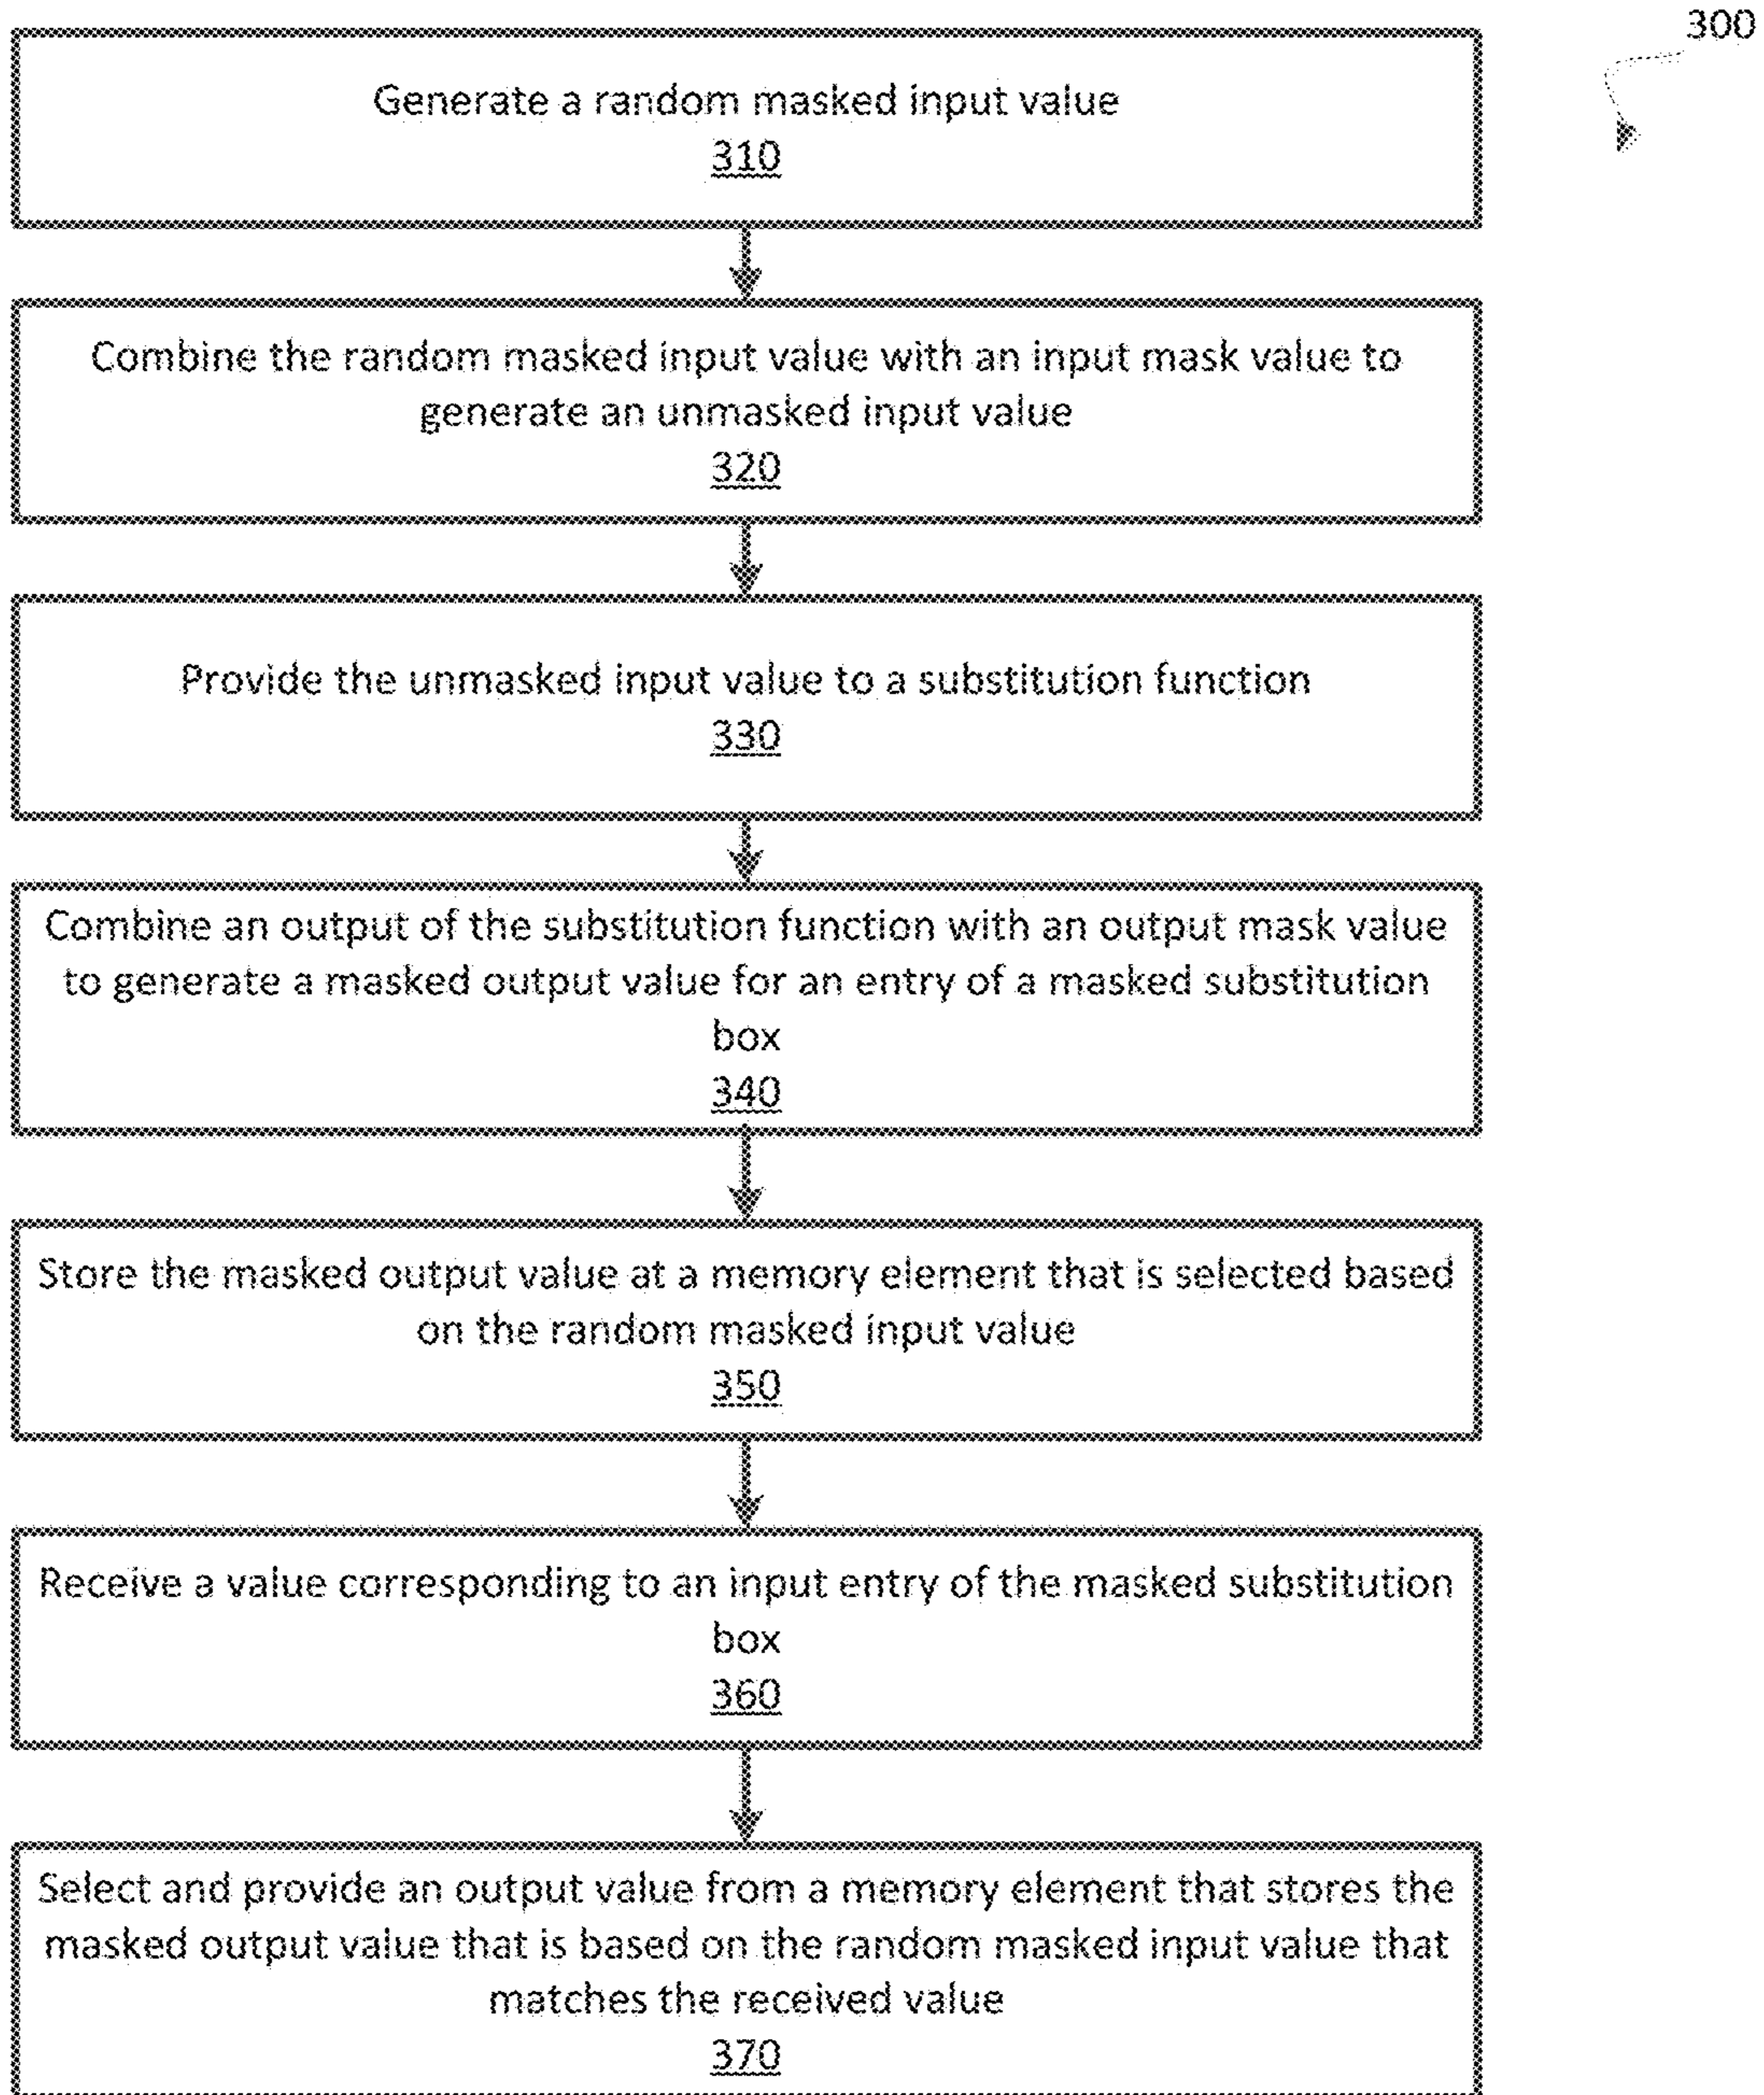 300
Generate a random masked input value
310
Combine the random masked input value with an input mask value to
generate an unmasked input value
320
Provide the unmasked input value to a substitution function
330
Combine an output of the substitution function with an output mask value
to generate a masked output value for an entry of a masked substitution
box
340
Store the masked output value at a memory element that is selected based
on the random masked input value
350
Receive a value corresponding to an input entry of the masked substitution
box
360
Select and provide an output value from a memory element that stores the
masked output value that is based on the random masked input value that
matches the received value
370